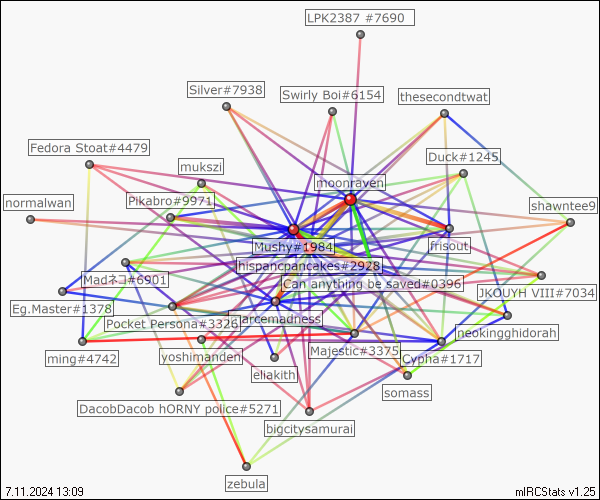 LPK2387 #7690
Silver#7938
Swirly Boi#6154
thesecondtwat
Fedora Stoat#4479
mukszi
Duck#1245
moonraven
normalwan
Pikabro#9971
shawntee9
Mushy#1984
frisout
hispancpancakes#2928
Madネコ#6901
Can anything be saved#0396
JKOUYH VIII#7034
Eg.Master#1378
Pocket Persona#3326
arcemadness
neokingghidorah
ming#4742
yoshimanden
Majestic#3375
Cypha#1717
eliakith
somass
DacobDacob hORNY police#5271
bigcitysamurai
zebula
7.11.2024 13:09
mIRCStats v1.25